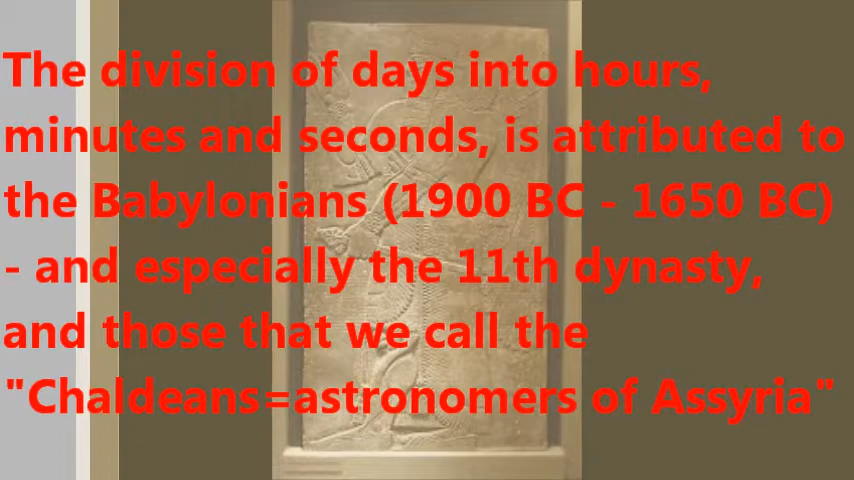 The division of days into hours,
minutes and seconds, is attributed to
the Babylonians (1900 BC - 1650 BC)
- and especially the 11th dynasty,
and those that we call the
"Chaldeans=astronomers of Assyria"